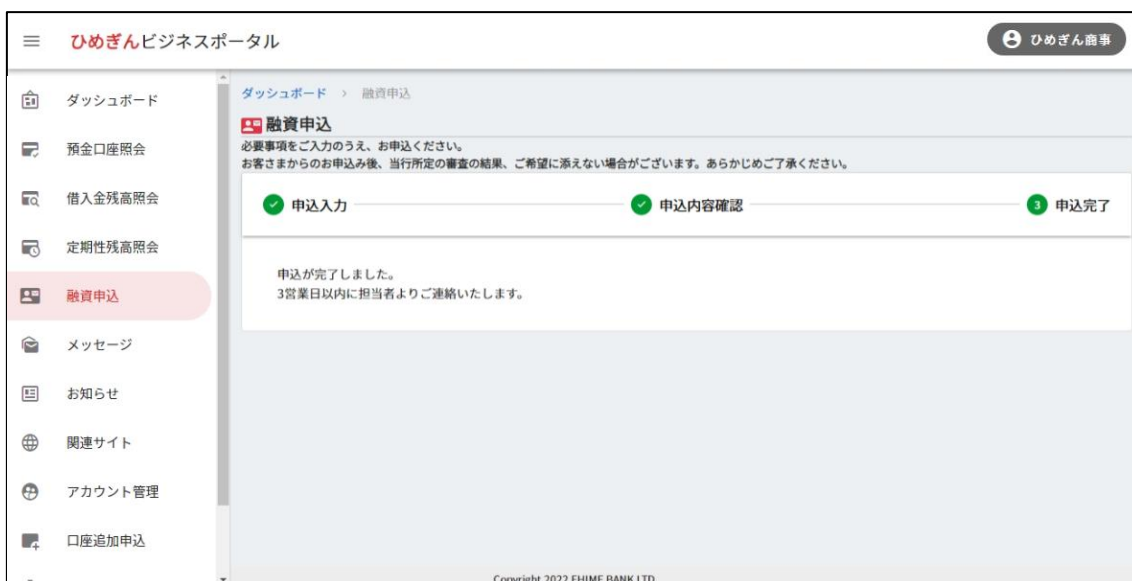 ひめぎんビジネスポータル
ひめぎん商事
ダッシュボード
預金口座照会
借入金残高照会
定期性残高照会
融資申込
メッセージ
お知らせ
関連サイト
アカウント管理
口座追加申込
ダッシュボード > 融資申込
融資申込
必要事項をご入力のうえ、お申込ください。
お客さまからのお申込み後、当行所定の審査の結果、ご希望に添えない場合がございます。あらかじめご了承ください。
申込入力 申込内容確認 3 申込完了
申込が完了しました。
3営業日以内に担当者よりご連絡いたします。
Copyright 2022 EHIME BANK LTD